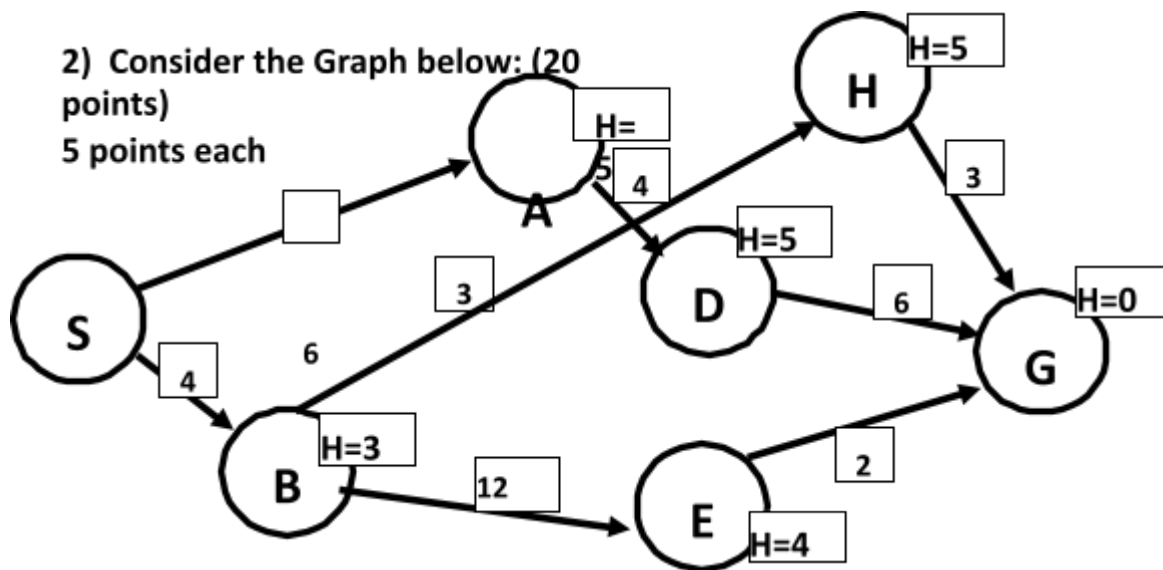 2) Consider the Graph below: (20
points)
5 points each
H=5
H
H=
5
4
A
3
H=5
D
3
6
H=0
G
S
6
4
H=3
B
12
2
E
H=4